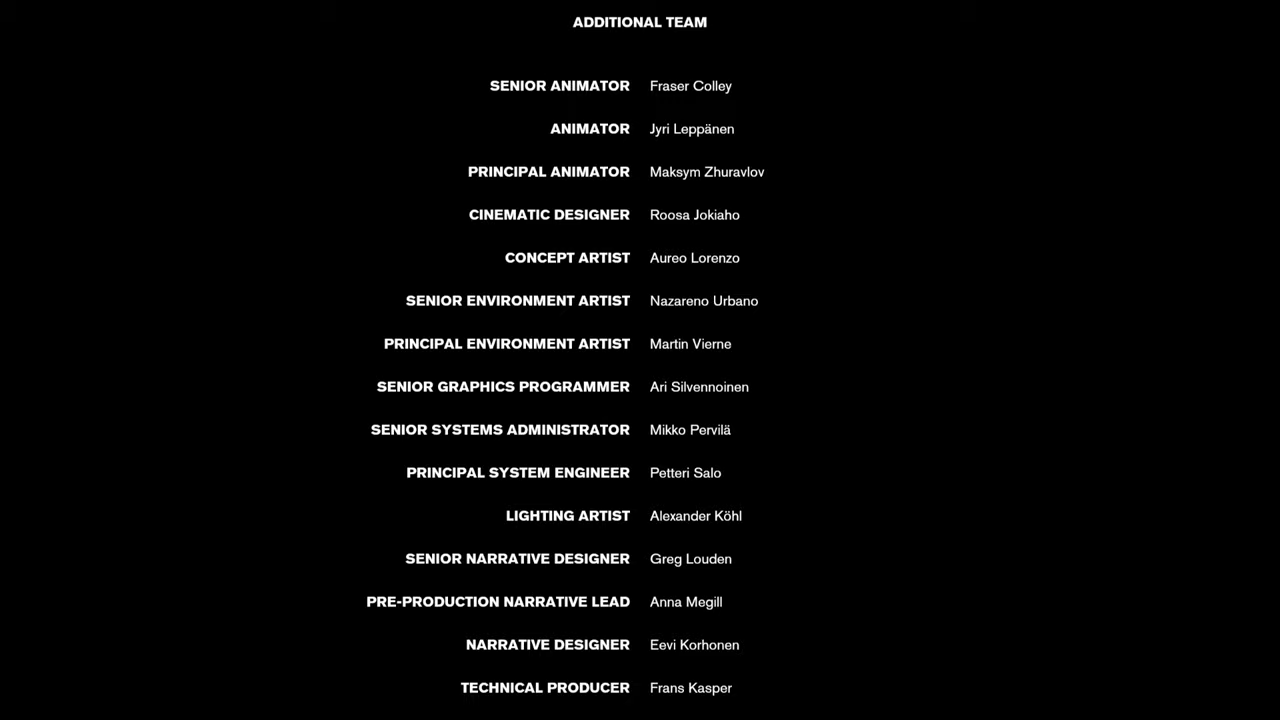 ADDITIONAL TEAM
SENIOR ANIMATOR Fraser Colley
ANIMATOR Jyri Leppänen
PRINCIPAL ANIMATOR Maksym Zhuravlov
CINEMATIC DESIGNER Roosa Jokiaho
CONCEPT ARTIST Aureo Lorenzo
SENIOR ENVIRONMENT ARTIST Nazareno Urbano
PRINCIPAL ENVIRONMENT ARTIST Martin Vierne
SENIOR GRAPHICS PROGRAMMER Ari Silvennoinen
SENIOR SYSTEMS ADMINISTRATOR Mikko Pervilä
PRINCIPAL SYSTEM ENGINEER Petteri Salo
LIGHTING ARTIST Alexander Köhl
SENIOR NARRATIVE DESIGNER Greg Louden
PRE-PRODUCTION NARRATIVE LEAD Anna Megill
NARRATIVE DESIGNER Eevi Korhonen
TECHNICAL PRODUCER Frans Kasper